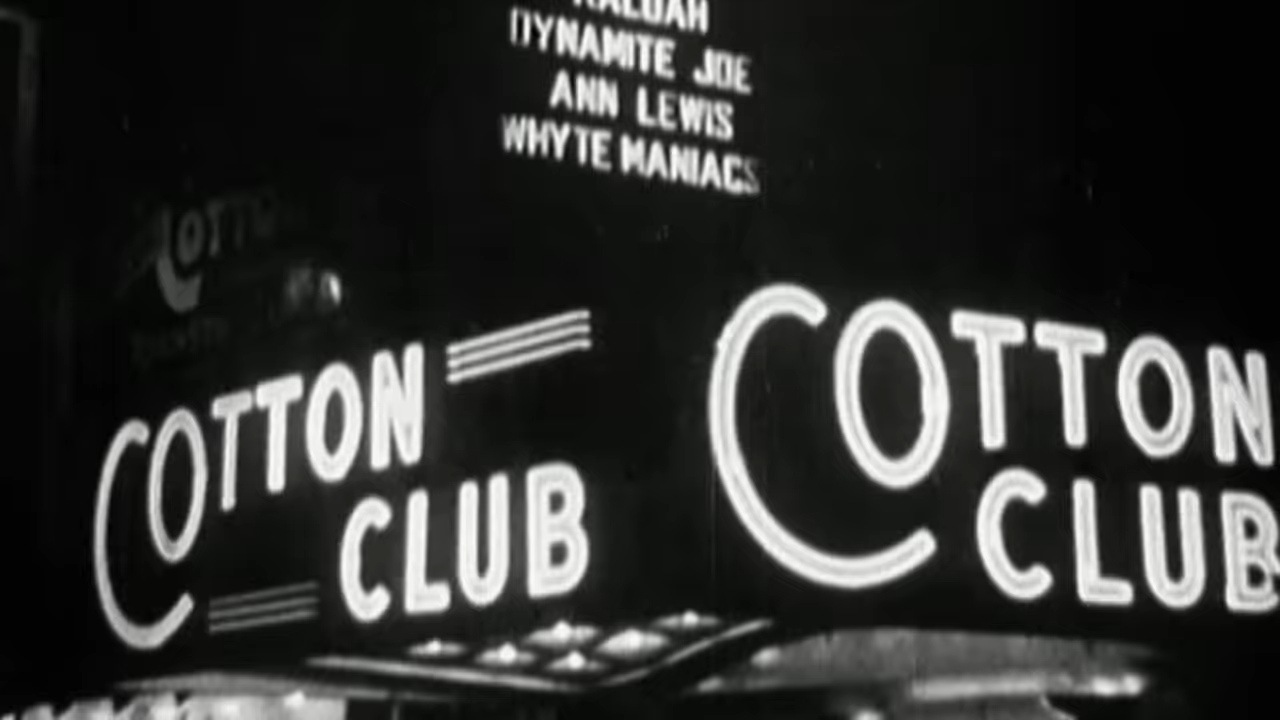 DYNAMITE JOE
ANN LEWIS
WHYTE MANIACS
COTTON
CLUB
COTTON
CLUB